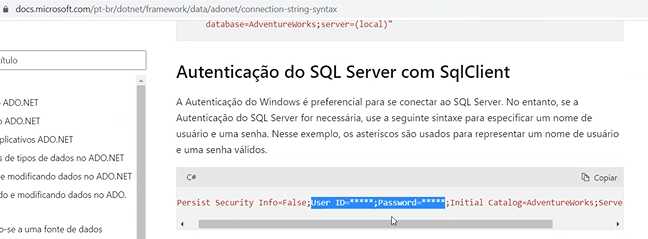 docs.microsoft.com/pt-br/dotnet/framework/data/adonet/connection-string-syntax
database=AdventureWorks;server=(local)"
Autenticação do SQL Server com SqlClient
A Autenticação do Windows é preferencial para se conectar ao SQL Server. No entanto, se a
Autenticação do SQL Server for necessária, use a seguinte sintaxe para especificar um nome de
usuário e uma senha. Nesse exemplo, os asteriscos são usados para representar um nome de usuário
e uma senha válidos.
C#
Copiar
Persist Security Info=False;User ID=*****;Password=*****;Initial Catalog=AdventureWorks;Serve
ítulo
ADO.NET
o ADO.NET
plicativos ADO.NET
s de tipos de dados no ADO.NET
e modificando dados no ADO.NET
do e modificando dados no ADO.
o-se a uma fonte de dados